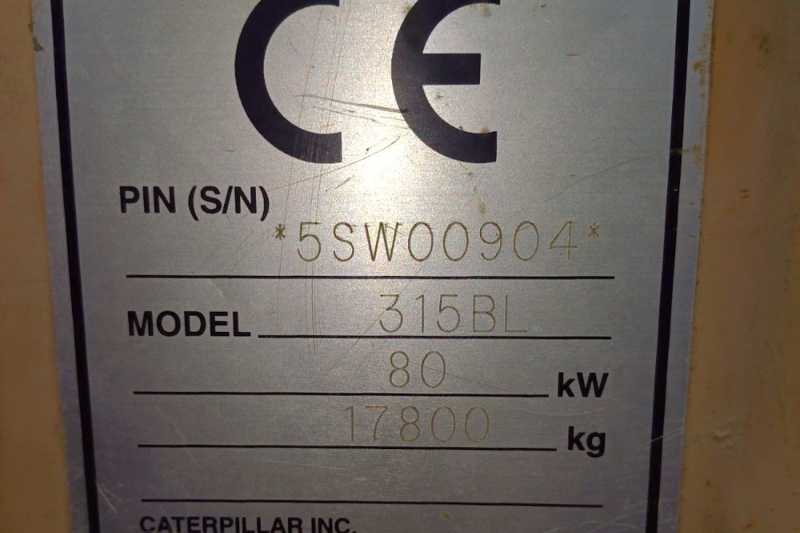 CE
PIN (S/N)
*5SW00904*
MODEL 315BL
80 kW
17800 kg
CATERPILLAR INC.